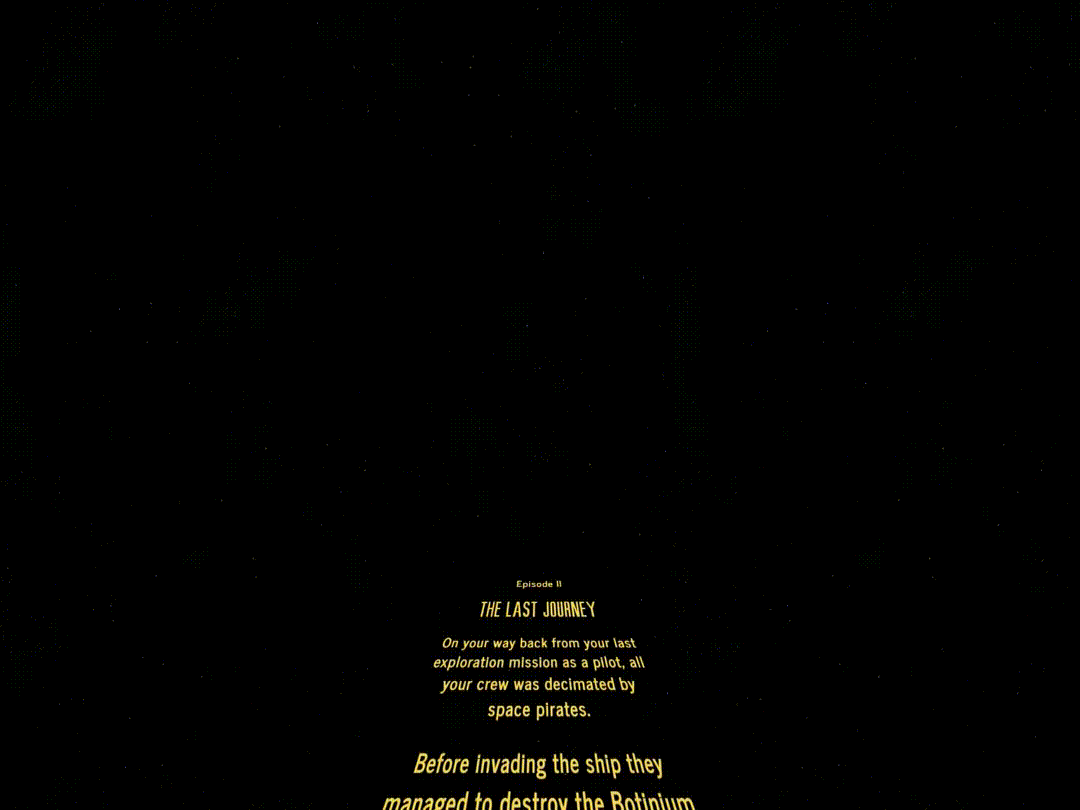 Episode II
THE LAST JOURNEY
On your way back from your last
exploration mission as a pilot, all
your crew was decimated by
space pirates.
Before invading the ship they
managed to destroy the Botinium